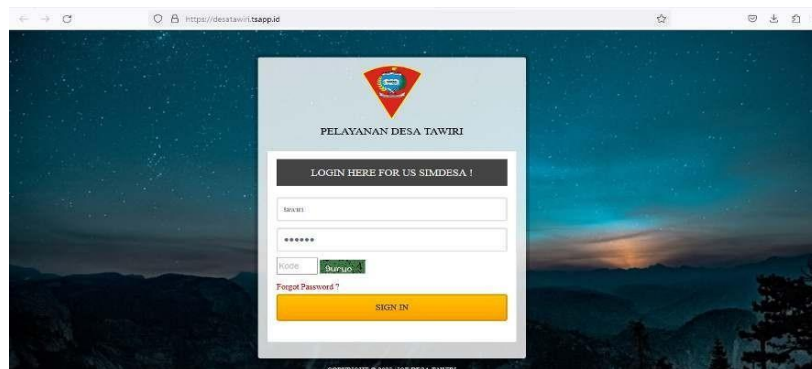 https://desatawiri.tsapp.id
PELAYANAN DESA TAWIRI
LOGIN HERE FOR US SIMDESA !
Kode
Forgot Password ?
SIGN IN